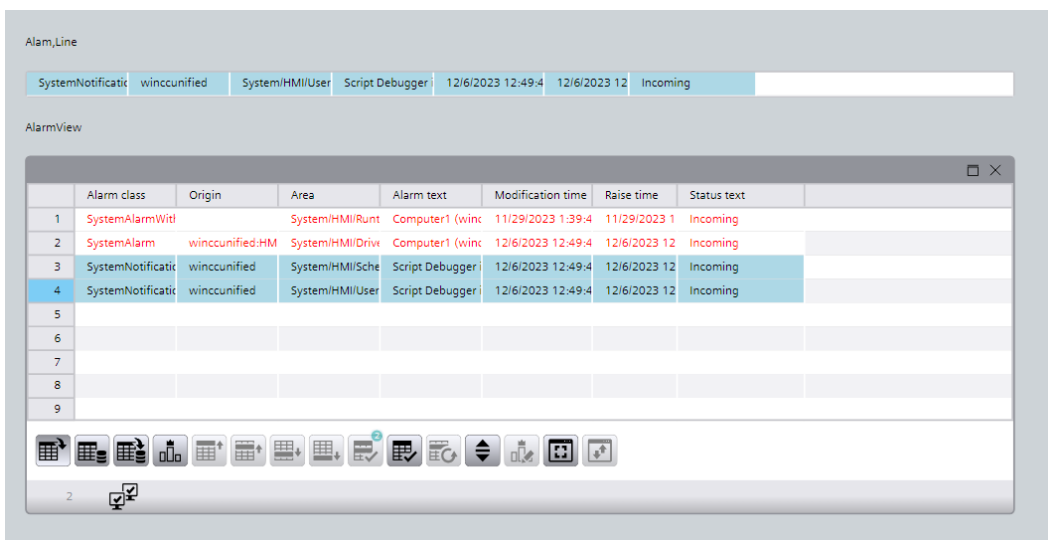 Alam,Line
SystemNotificatic winccunified System/HMI/User Script Debugger i 12/6/2023 12:49:4 12/6/2023 12 Incoming
AlarmView
Alarm class Origin Area Alarm text Modification time Raise time Status text
1 SystemAlarmWitl System/HMI/Runt Computer1 (winc 11/29/2023 1:39:4 11/29/2023 1 Incoming
2 SystemAlarm winccunified:HM System/HMI/Drive Computer1 (winc 12/6/2023 12:49:4 12/6/2023 12 Incoming
3 SystemNotificatic winccunified System/HMI/Sche Script Debugger i 12/6/2023 12:49:4 12/6/2023 12 Incoming
4 SystemNotificatic winccunified System/HMI/User Script Debugger i 12/6/2023 12:49:4 12/6/2023 12 Incoming
5
6
7
8
9
2